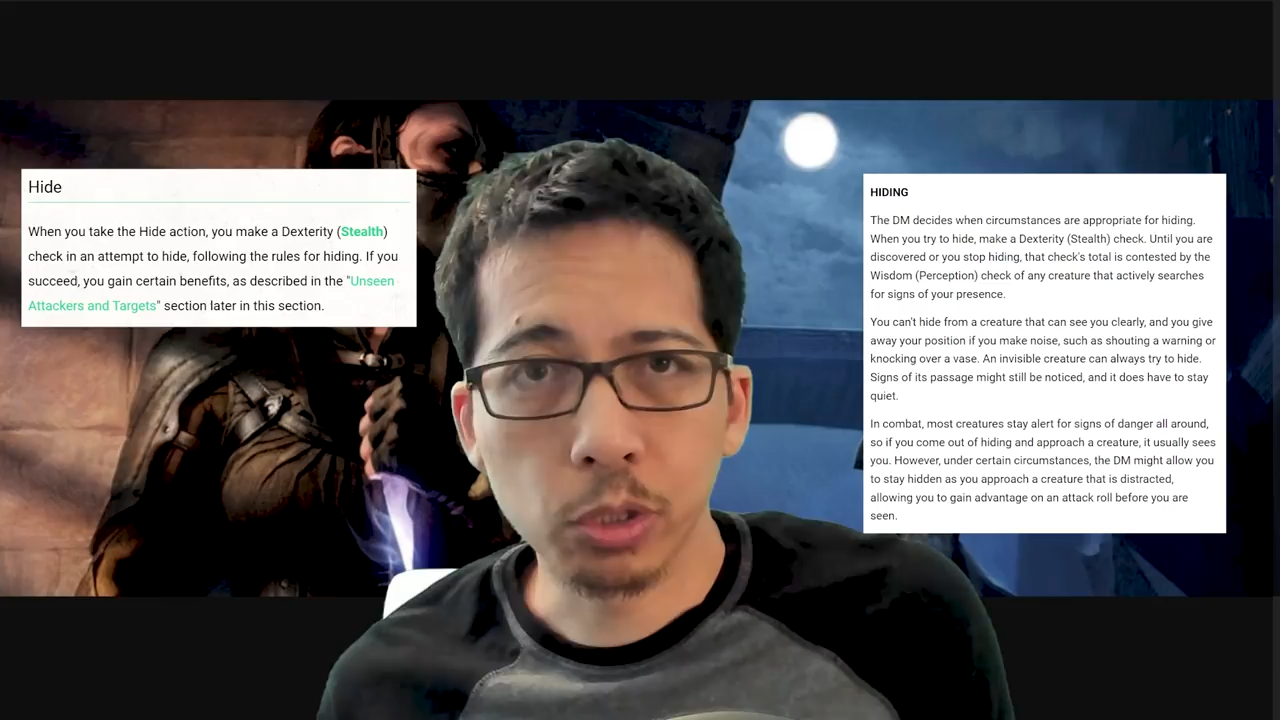 Hide
When you take the Hide action, you make a Dexterity (Stealth)
check in an attempt to hide, following the rules for hiding. If you
succeed, you gain certain benefits, as described in the "Unseen
Attackers and Targets" section later in this section.
HIDING
The DM decides when circumstances are appropriate for hiding.
When you try to hide, make a Dexterity (Stealth) check. Until you are
discovered or you stop hiding, that check's total is contested by the
Wisdom (Perception) check of any creature that actively searches
for signs of your presence.
You can't hide from a creature that can see you clearly, and you give
away your position if you make noise, such as shouting a warning or
knocking over a vase. An invisible creature can always try to hide.
Signs of its passage might still be noticed, and it does have to stay
quiet.
In combat, most creatures stay alert for signs of danger all around,
so if you come out of hiding and approach a creature, it usually sees
you. However, under certain circumstances, the DM might allow you
to stay hidden as you approach a creature that is distracted,
allowing you to gain advantage on an attack roll before you are
seen.